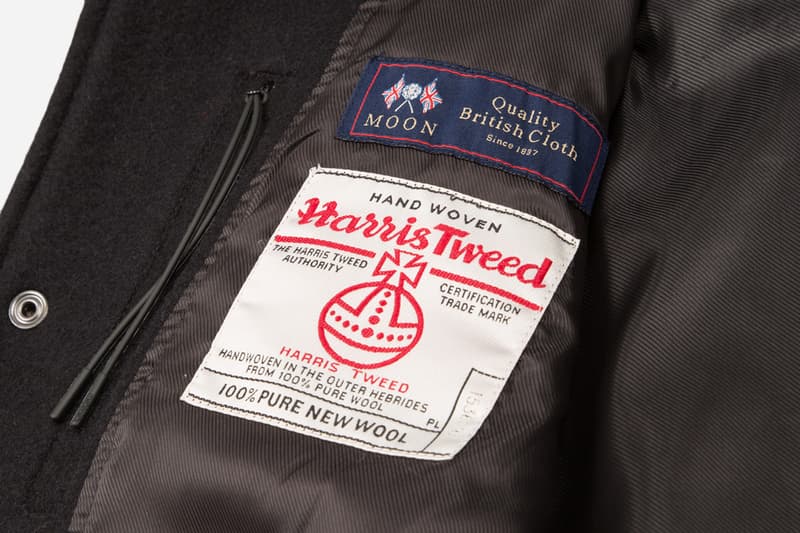 MOON
Quality
British Cloth
Since 1837
HAND WOVEN
Harris Tweed
THE HARRIS TWEED
AUTHORITY
CERTIFICATION
TRADE MARK
HARRIS TWEED
HANDWOVEN IN THE OUTER HEBRIDES
FROM 100% PURE WOOL
PL
100% PURE NEW WOOL